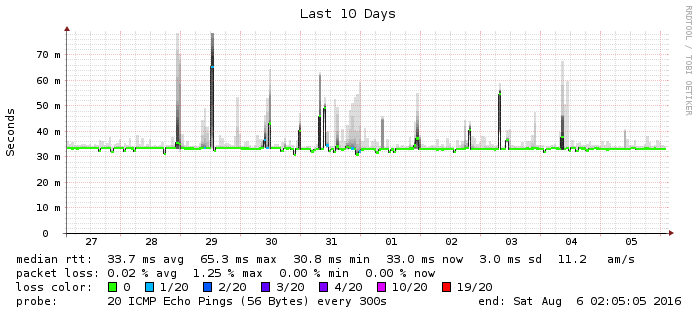 Last 10 Days
RRDTOOL / TOBI OETIKER
Seconds
70 m
60 m
50 m
40 m
30 m
20 m
10 m
0
27 28 29 30 31 01 02 03 04 05
median rtt: 33.7 ms avg 65.3 ms max 30.8 ms min 33.0 ms now 3.0 ms sd 11.2 am/s
packet loss: 0.02 % avg 1.25 % max 0.00 % min 0.00 % now
loss color: 0 1/20 2/20 3/20 4/20 10/20 19/20
probe: 20 ICMP Echo Pings (56 Bytes) every 300s end: Sat Aug 6 02:05:05 2016